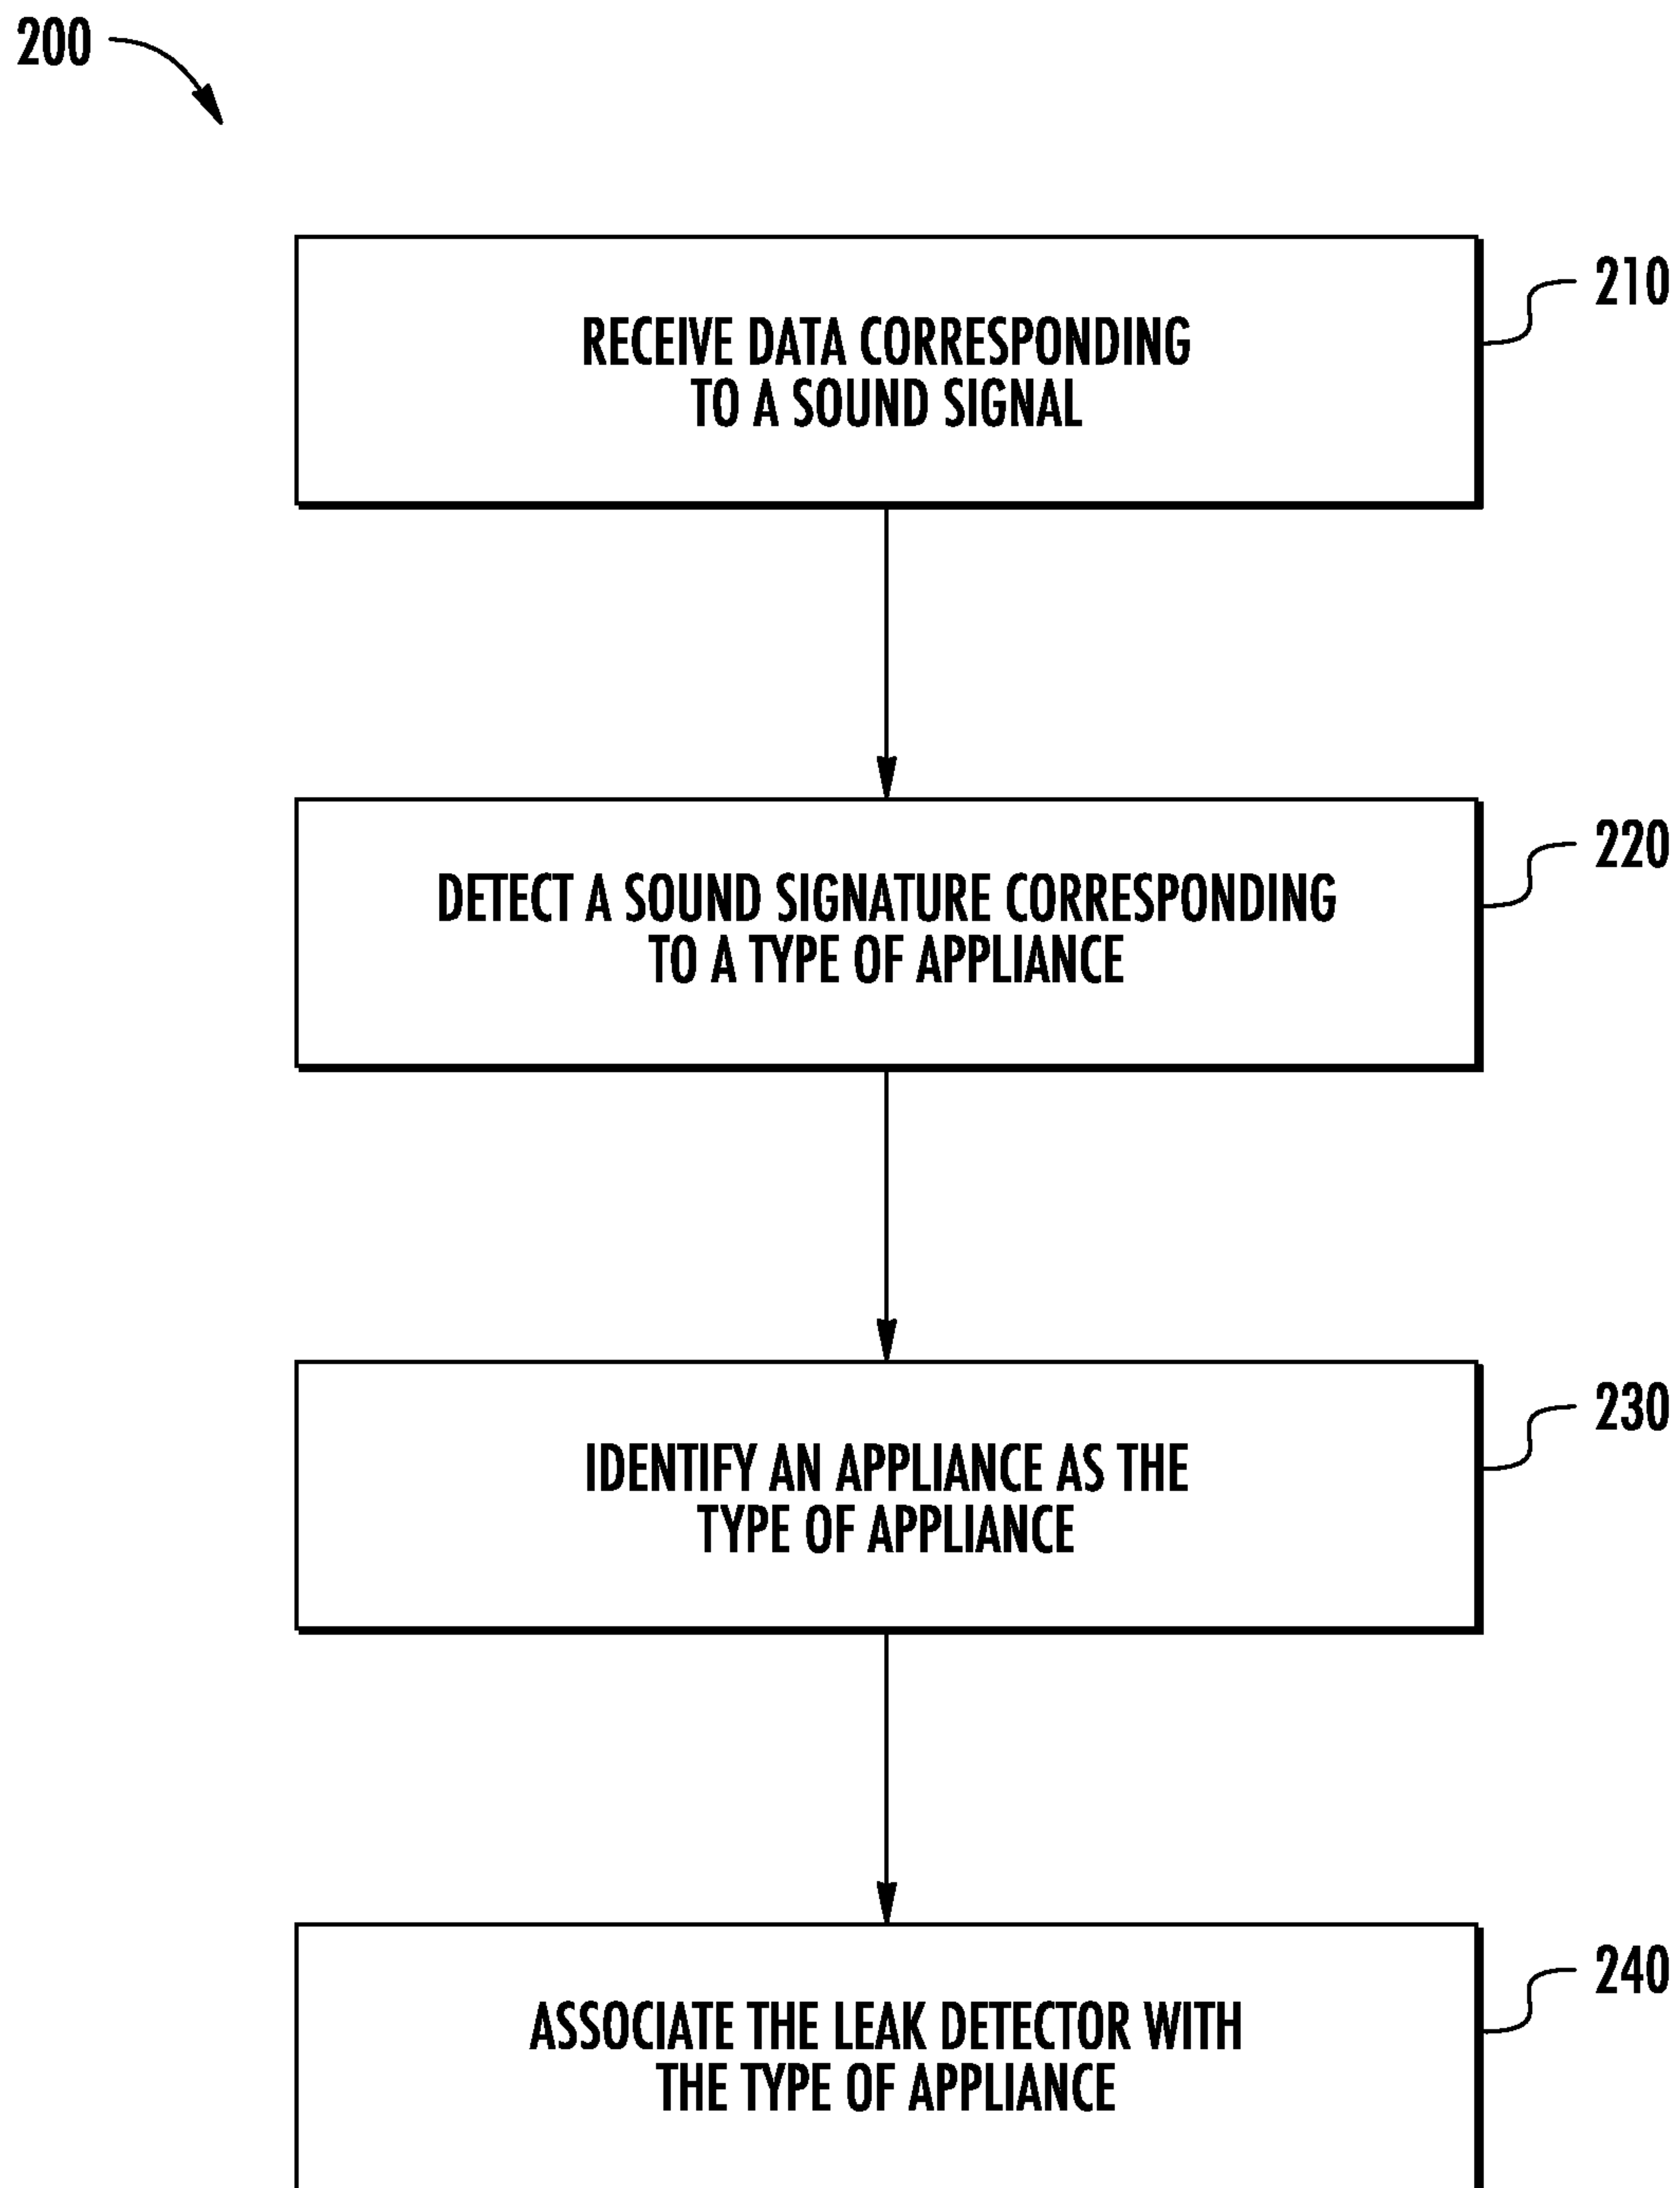 200
210
RECEIVE DATA CORRESPONDING
TO A SOUND SIGNAL
220
DETECT A SOUND SIGNATURE CORRESPONDING
TO A TYPE OF APPLIANCE
230
IDENTIFY AN APPLIANCE AS THE
TYPE OF APPLIANCE
240
ASSOCIATE THE LEAK DETECTOR WITH
THE TYPE OF APPLIANCE